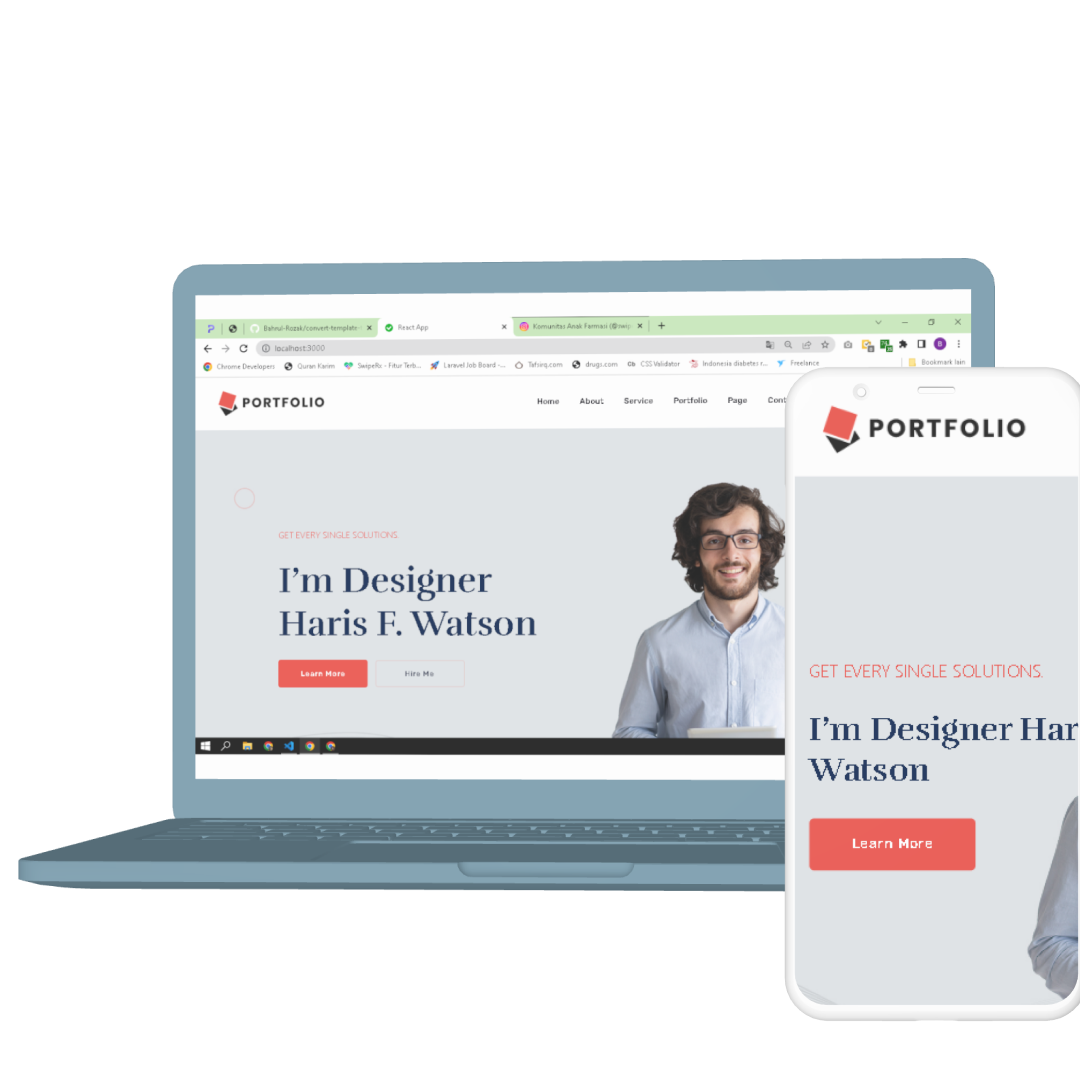 Bahrul-Rozak/convert-template-
React App
Komunitas Anak Farmasi (@swip
localhost:3000
Chrome Developers
Quran Karim
SwipeRx - Fitur Terb...
Laravel Job Board -...
Tafsirq.com
drugs.com
CSS Validator
Indonesia diabetes r...
Freelance
Bookmark lain
PORTFOLIO
Home
About
Service
Portfolio
Page
Cont
GET EVERY SINGLE SOLUTIONS.
I'm Designer
Haris F. Watson
Learn More
Hire Me
PORTFOLIO
GET EVERY SINGLE SOLUTIONS.
I'm Designer Har
Watson
Learn More